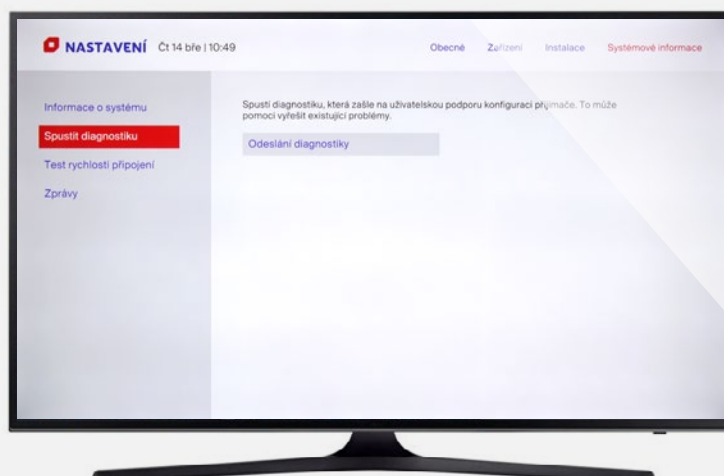 NASTAVENÍ Čt 14 bře | 10:49
Obecné Zařízení Instalace Systémové informace
Informace o systému
Spustit diagnostiku
Test rychlosti připojení
Zprávy
Spustí diagnostiku, která zašle na uživatelskou podporu konfiguraci přijímače. To může
pomoci vyřešit existující problémy.
Odeslání diagnostiky